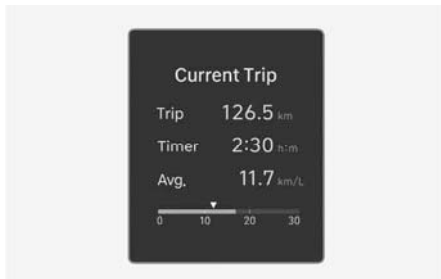 Current Trip
Trip 126.5 km
Timer 2:30 h:m
Avg. 11.7 km/L
0 10 20 30